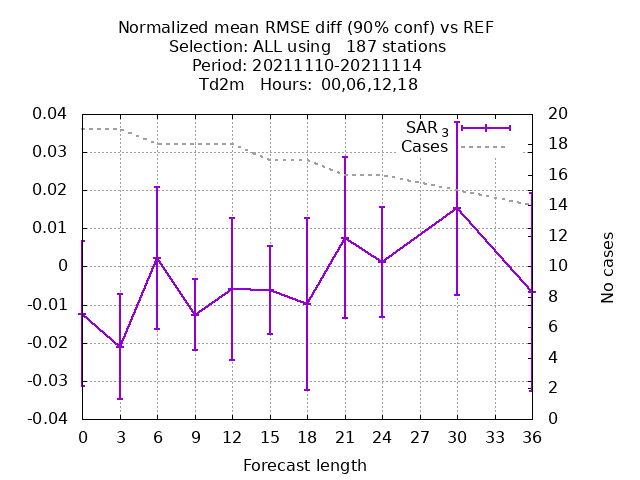 Normalized mean RMSE diff (90% conf) vs REF
Selection: ALL using   187 stations
Period: 20211110-20211114
Td2m   Hours:  00,06,12,18
0.04
0.03
0.02
0.01
0
-0.01
-0.02
-0.03
-0.04
SAR 3
Cases
20
18
16
14
12
10
8
6
4
2
0
No cases
0 3 6 9 12 15 18 21 24 27 30 33 36
Forecast length